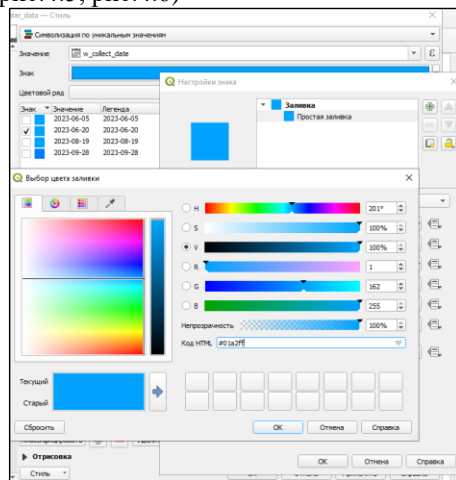 ter_data — Стиль
Символизация по уникальным значениям
Значение w_collect_date ε
Знак
Цветовой ряд
Знак Значение Легенда
2023-06-05 2023-06-05
2023-06-20 2023-06-20
2023-08-19 2023-08-19
2023-09-28 2023-09-28
Настройки знака
Заливка
Простая заливка
Выбор цвета заливки
H 201°
S 100%
V 100%
R 1
G 162
B 255
Непрозрачность 100%
Код HTML #01a2ff
Текущий
Старый
Сбросить ОК Отмена Справка
Отрисовка
Стиль
ОК Отмена Справка